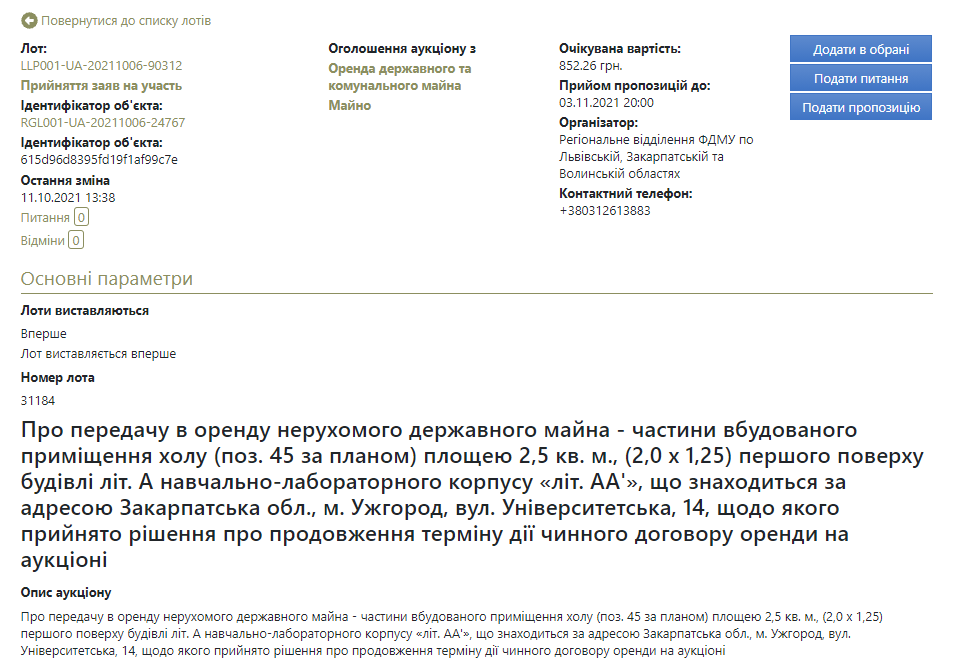 Повернутися до списку лотів
Лот:
LLP001-UA-20211006-90312
Прийняття заяв на участь
Ідентифікатор об'єкта:
RGL001-UA-20211006-24767
Ідентифікатор об'єкта:
615d96d8395fd19f1af99c7e
Остання зміна
11.10.2021 13:38
Питання 0
Відміни 0
Оголошення аукціону з
Оренда державного та
комунального майна
Майно
Очікувана вартість:
852.26 грн.
Прийом пропозицій до:
03.11.2021 20:00
Організатор:
Регіональне відділення ФДМУ по
Львівській, Закарпатській та
Волинській областях
Контактний телефон:
+380312613883
Додати в обрані
Подати питання
Подати пропозицію
Основні параметри
Лоти виставляються
Вперше
Лот виставляється вперше
Номер лота
31184
Про передачу в оренду нерухомого державного майна - частини вбудованого
приміщення холу (поз. 45 за планом) площею 2,5 кв. м., (2,0 х 1,25) першого поверху
будівлі літ. А навчально-лабораторного корпусу «літ. АА'», що знаходиться за
адресою Закарпатська обл., м. Ужгород, вул. Університетська, 14, щодо якого
прийнято рішення про продовження терміну дії чинного договору оренди на
аукціоні
Опис аукціону
Про передачу в оренду нерухомого державного майна - частини вбудованого приміщення холу (поз. 45 за планом) площею 2,5 кв. м., (2,0 х 1,25)
першого поверху будівлі літ. А навчально-лабораторного корпусу «літ. АА'», що знаходиться за адресою Закарпатська обл., м. Ужгород, вул.
Університетська, 14, щодо якого прийнято рішення про продовження терміну дії чинного договору оренди на аукціоні